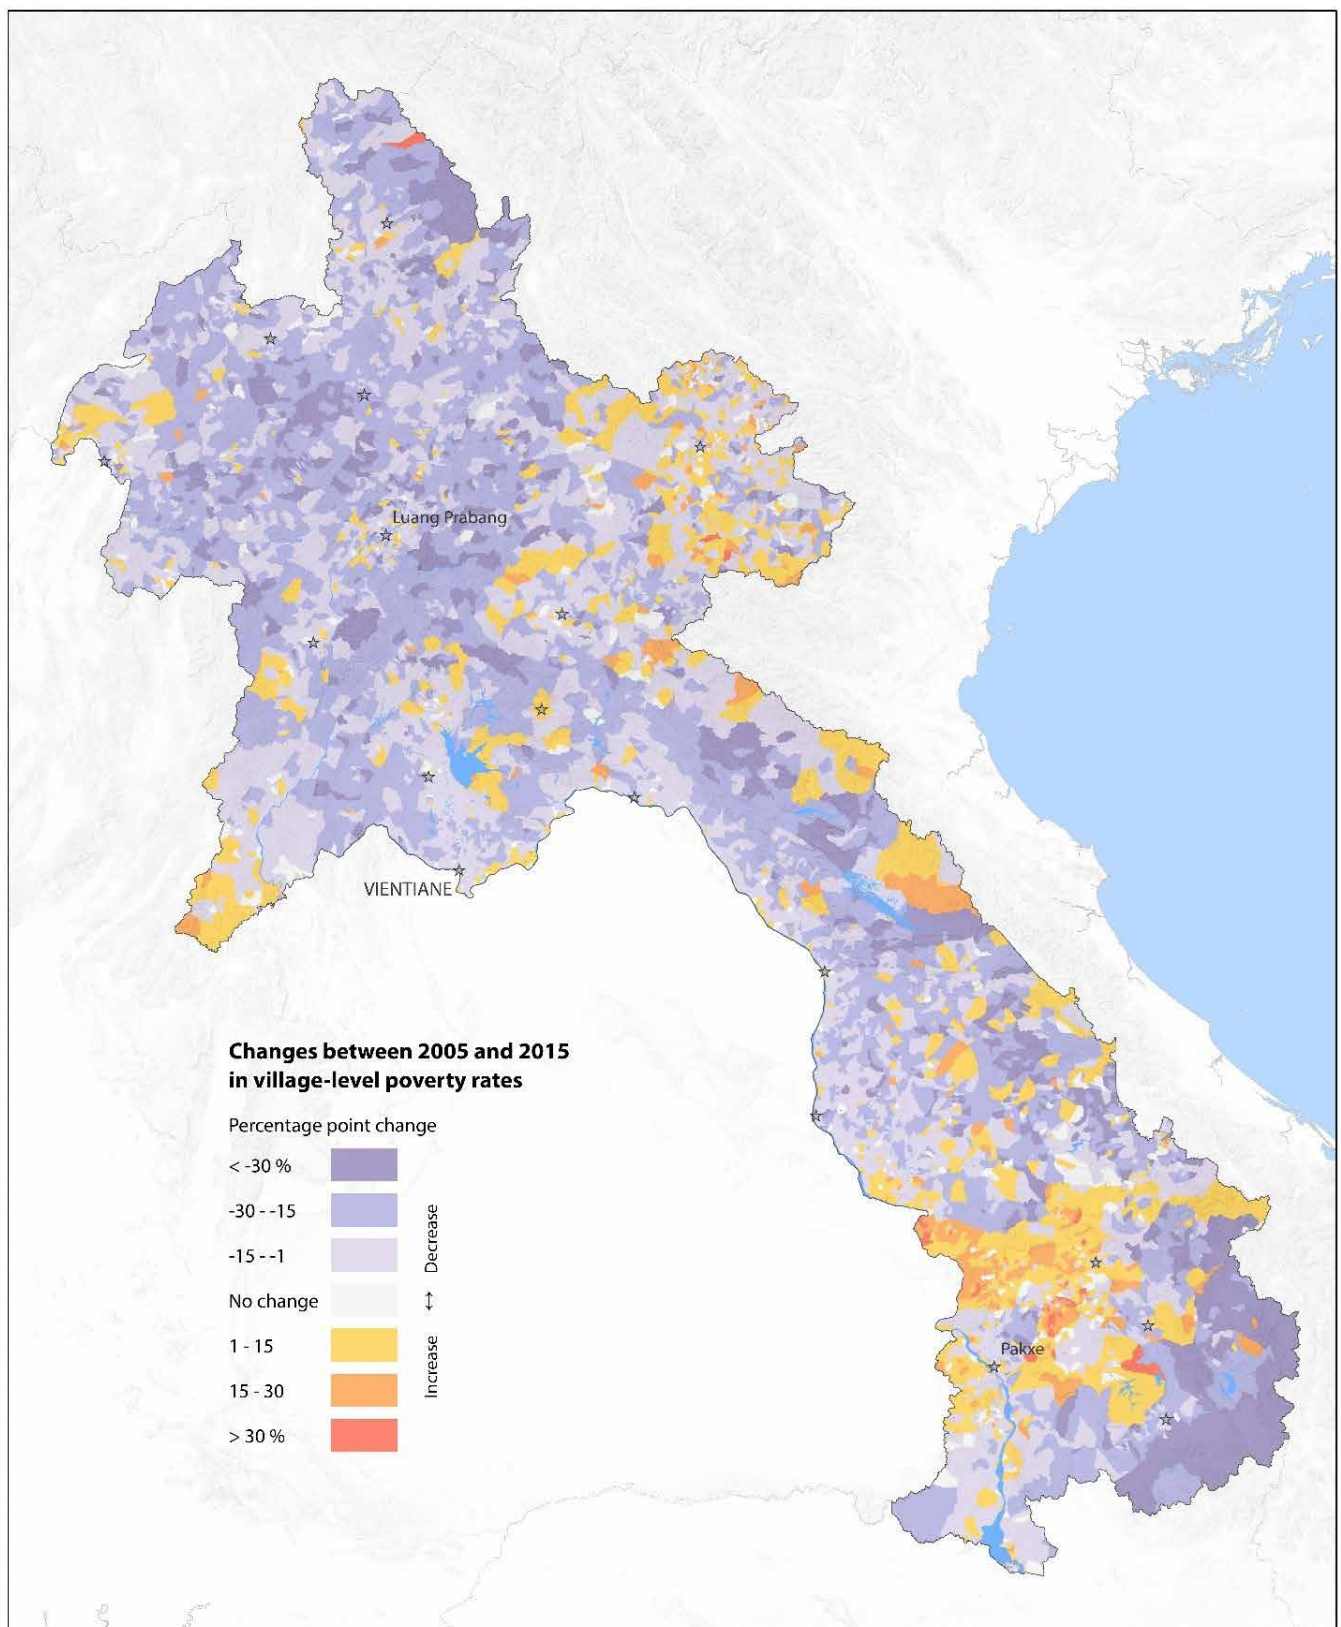 Luang Prabang
VIENTIANE
Changes between 2005 and 2015
in village-level poverty rates
Percentage point change
< -30 %
-30 - -15
-15 - -1
No change
1 - 15
15 - 30
> 30 %
Decrease
↔
Increase
Pakxe